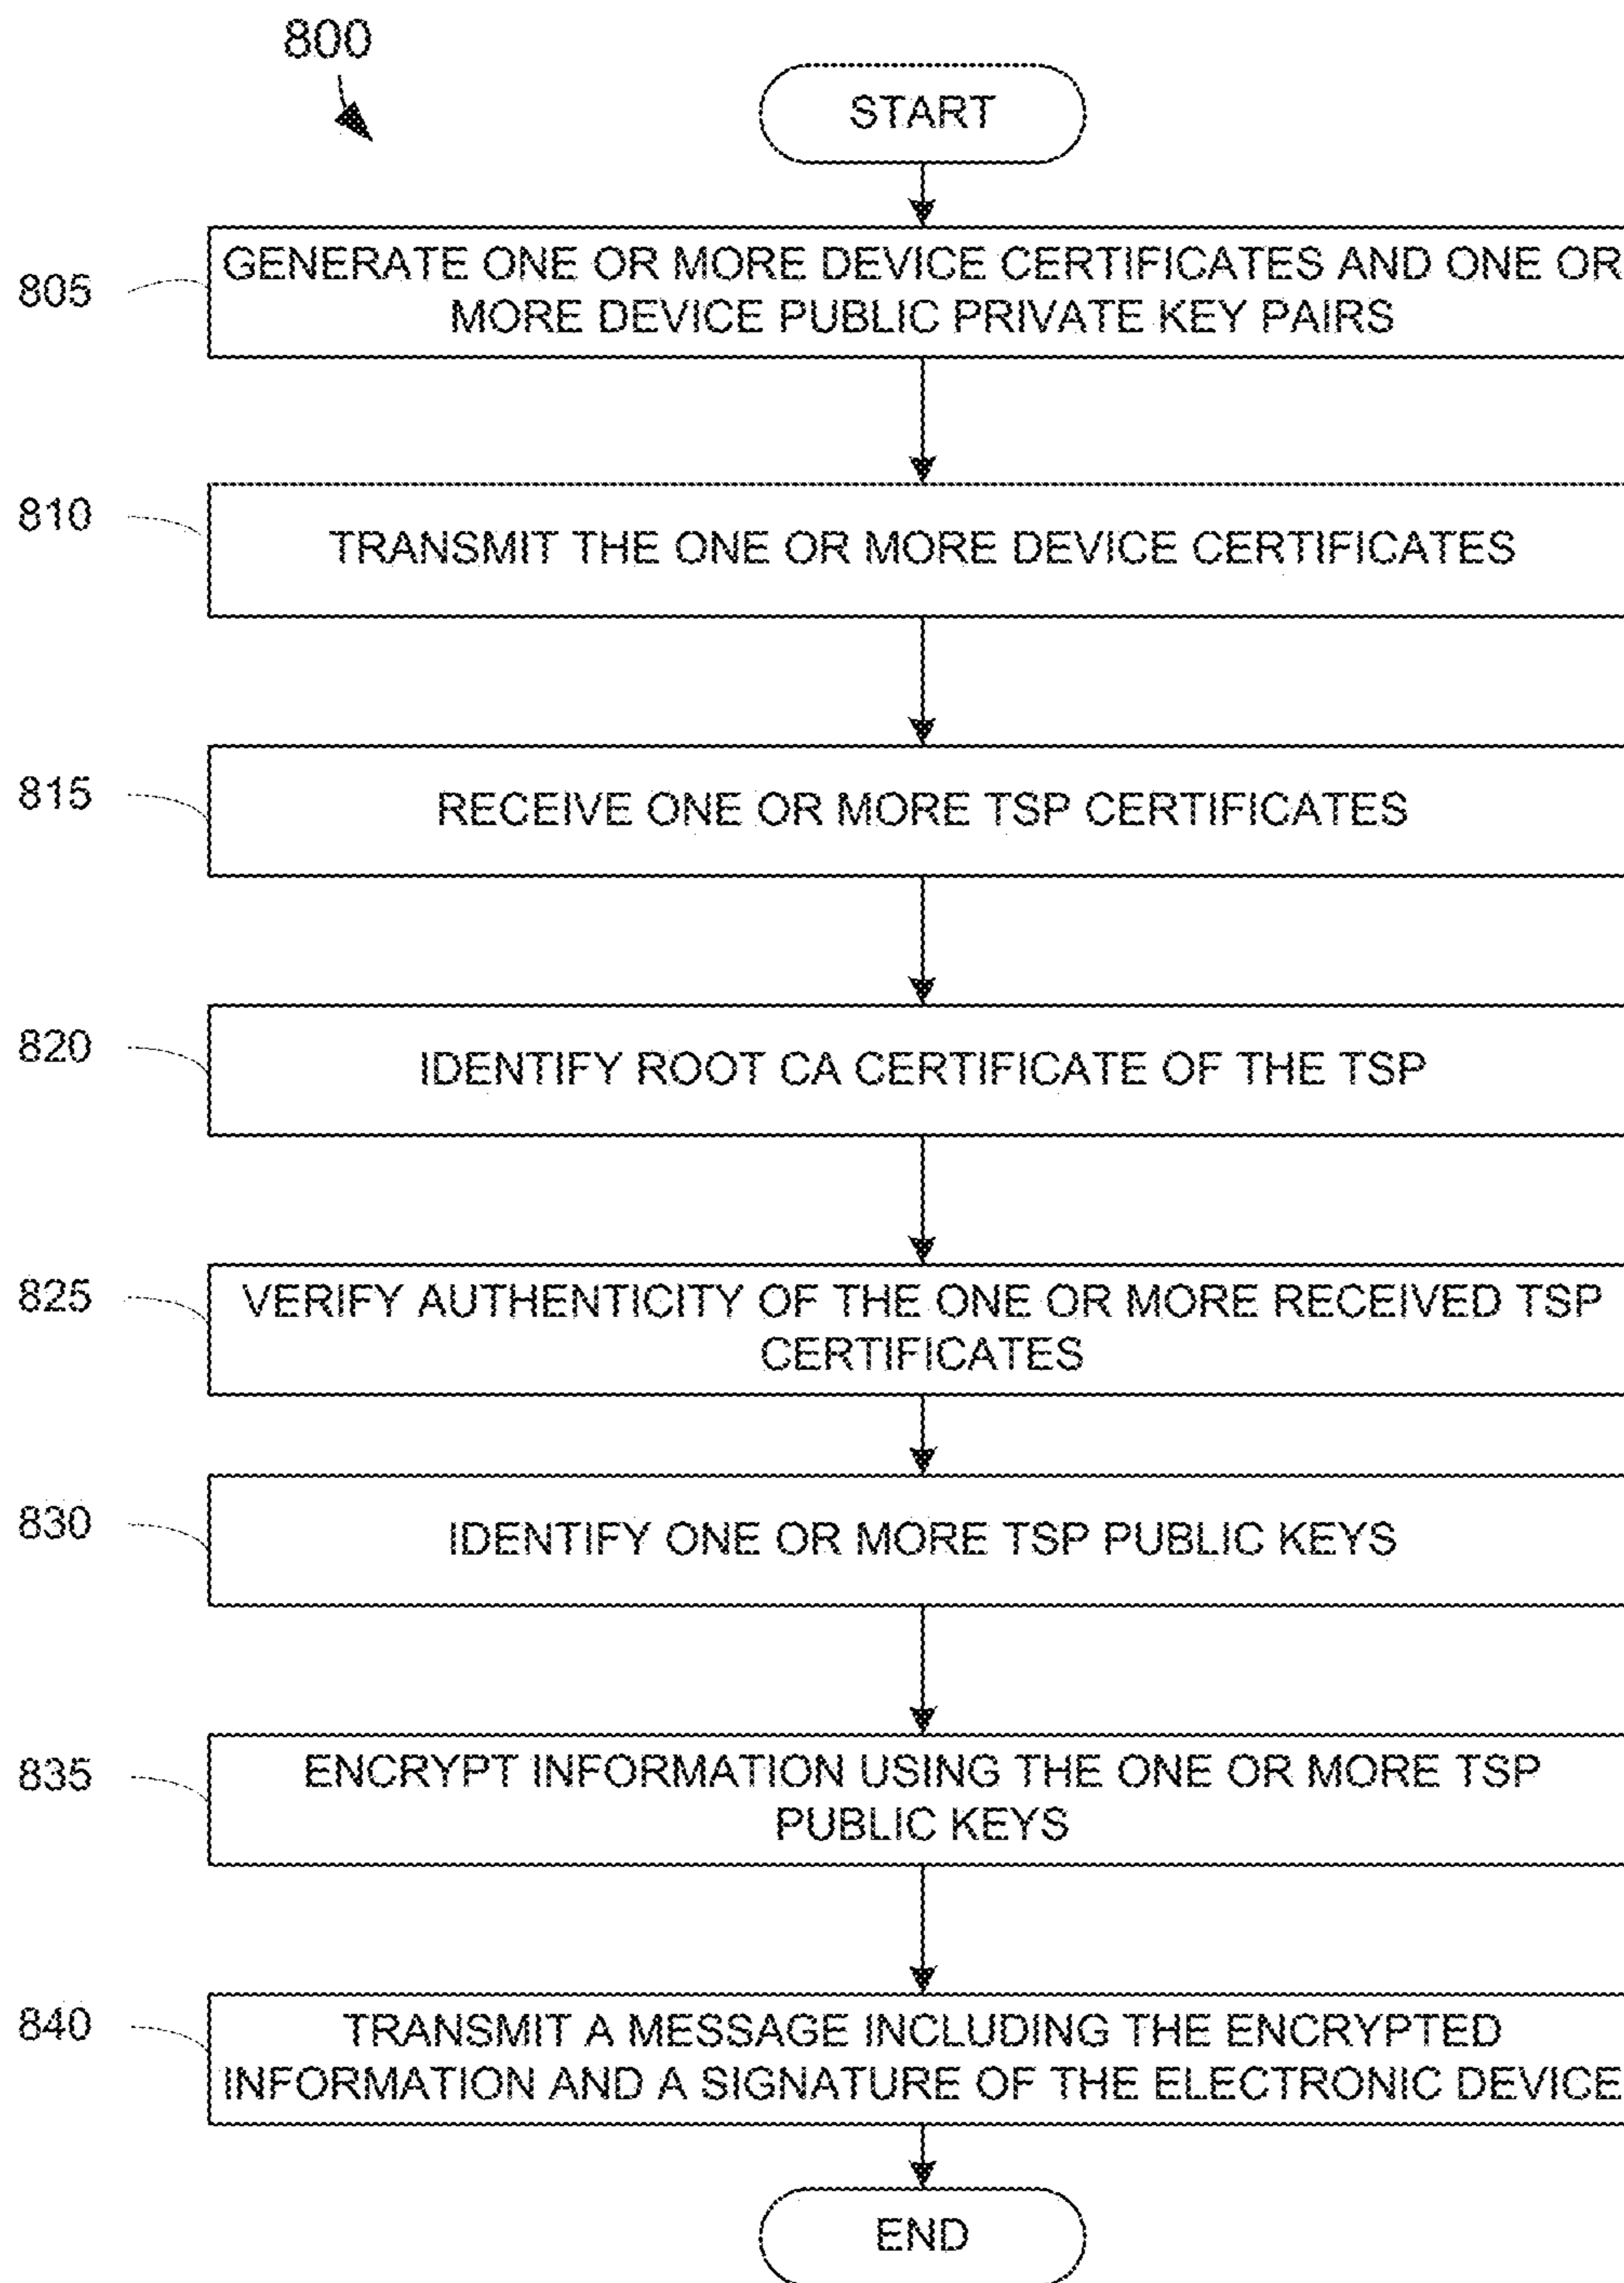 800
START
805
GENERATE ONE OR MORE DEVICE CERTIFICATES AND ONE OR
MORE DEVICE PUBLIC PRIVATE KEY PAIRS
810
TRANSMIT THE ONE OR MORE DEVICE CERTIFICATES
815
RECEIVE ONE OR MORE TSP CERTIFICATES
820
IDENTIFY ROOT CA CERTIFICATE OF THE TSP
825
VERIFY AUTHENTICITY OF THE ONE OR MORE RECEIVED TSP
CERTIFICATES
830
IDENTIFY ONE OR MORE TSP PUBLIC KEYS
835
ENCRYPT INFORMATION USING THE ONE OR MORE TSP
PUBLIC KEYS
840
TRANSMIT A MESSAGE INCLUDING THE ENCRYPTED
INFORMATION AND A SIGNATURE OF THE ELECTRONIC DEVICE
END